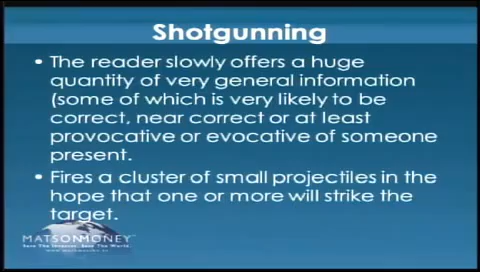 Shotgunning
• The reader slowly offers a huge
quantity of very general information
(some of which is very likely to be
correct, near correct or at least
provocative or evocative of someone
present.
• Fires a cluster of small projectiles in the
hope that one or more will strike the
target.
MATSONMONEY
Save The Investor, Save The World